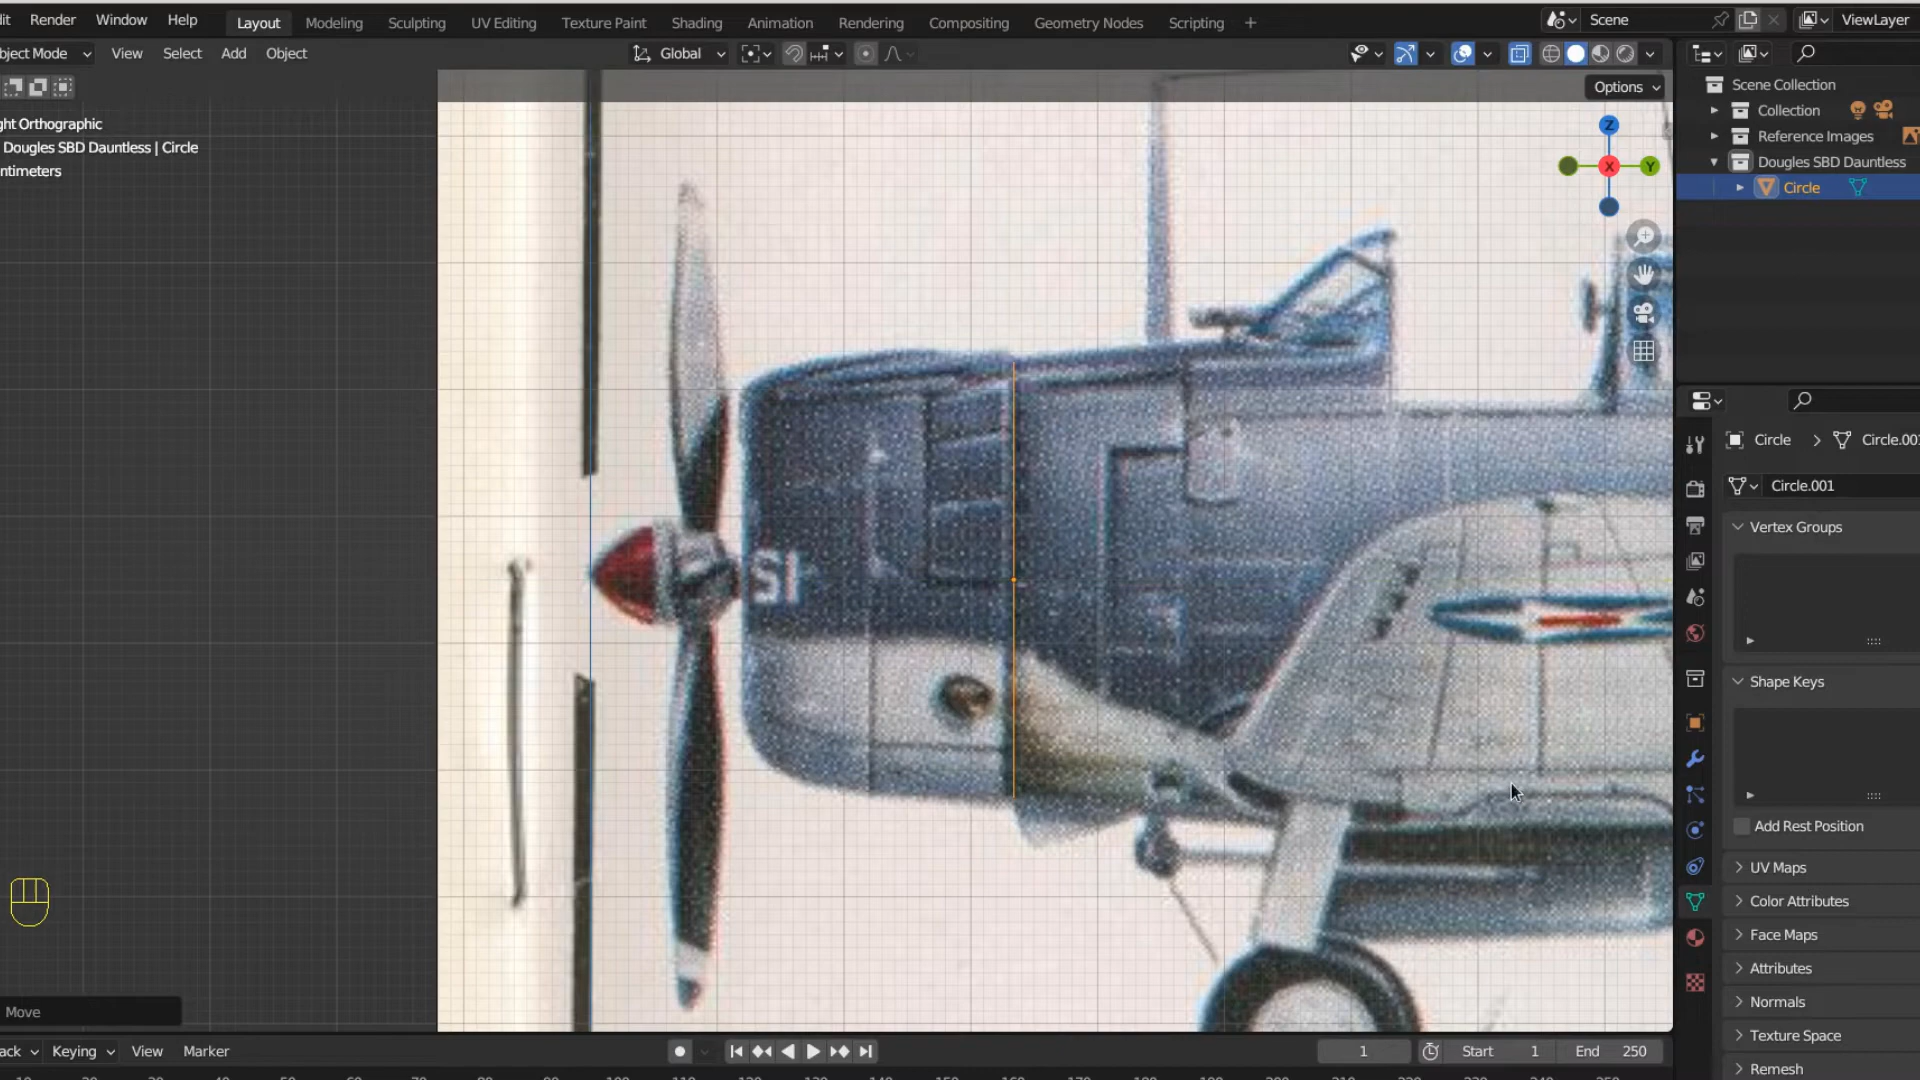 it Render Window Help Layout Modeling Sculpting UV Editing Texture Paint Shading Animation Rendering Compositing Geometry Nodes Scripting + Scene ViewLayer
bject Mode View Select Add Object Global
Options
ght Orthographic
Dougles SBD Dauntless | Circle
ntimeters
Z
X
Y
Scene Collection
Collection
Reference Images
Dougles SBD Dauntless
Circle
Circle > Circle.001
Circle.001
Vertex Groups
Shape Keys
Add Rest Position
UV Maps
Color Attributes
Face Maps
Attributes
Normals
Texture Space
Remesh
SI
Move
ack Keying View Marker 1 Start 1 End 250